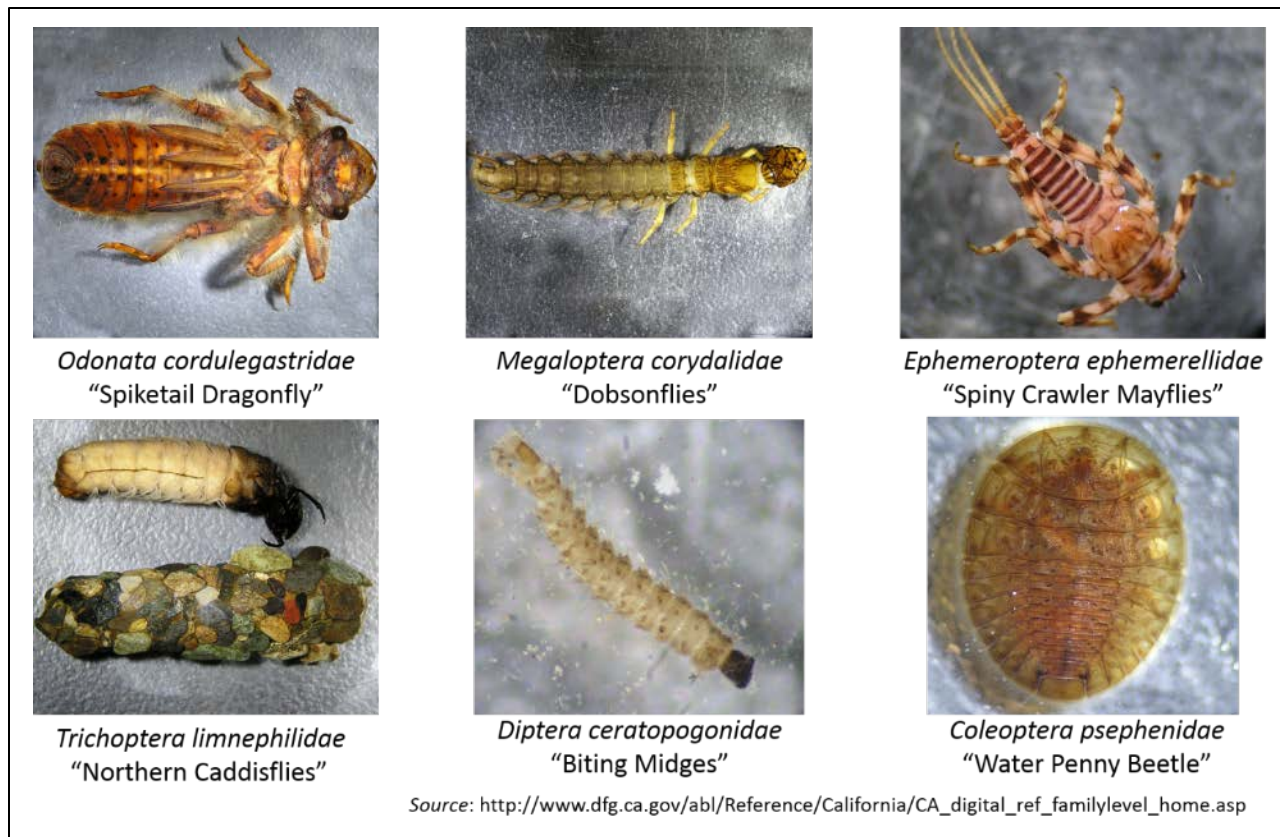 Odonata cordulegastridae
“Spiketail Dragonfly”
Megaloptera corydalidae
“Dobsonflies”
Ephemeroptera ephemerellidae
“Spiny Crawler Mayflies”
Trichoptera limnephilidae
“Northern Caddisflies”
Diptera ceratopogonidae
“Biting Midges”
Coleoptera psephenidae
“Water Penny Beetle”
Source: http://www.dfg.ca.gov/abl/Reference/California/CA_digital_ref_familylevel_home.asp